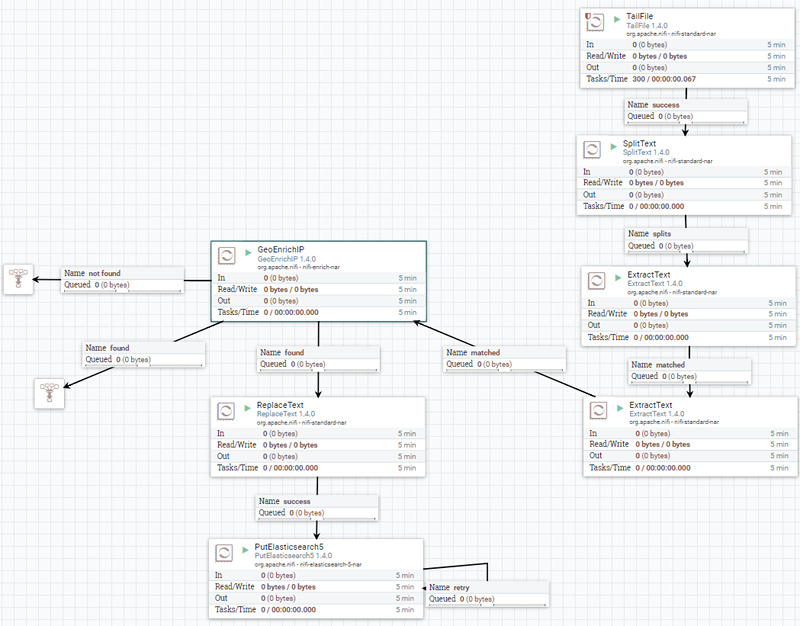 TailFile
TailFile 1.4.0
org.apache.nifi - nifi-standard-nar
In 0 (0 bytes) 5 min
Read/Write 0 bytes / 0 bytes 5 min
Out 0 (0 bytes) 5 min
Tasks/Time 300 / 00:00:00.067 5 min
Name success
Queued 0 (0 bytes)
SplitText
SplitText 1.4.0
org.apache.nifi - nifi-standard-nar
In 0 (0 bytes) 5 min
Read/Write 0 bytes / 0 bytes 5 min
Out 0 (0 bytes) 5 min
Tasks/Time 0 / 00:00:00.000 5 min
Name splits
Queued 0 (0 bytes)
ExtractText
ExtractText 1.4.0
org.apache.nifi - nifi-standard-nar
In 0 (0 bytes) 5 min
Read/Write 0 bytes / 0 bytes 5 min
Out 0 (0 bytes) 5 min
Tasks/Time 0 / 00:00:00.000 5 min
Name matched
Queued 0 (0 bytes)
ExtractText
ExtractText 1.4.0
org.apache.nifi - nifi-standard-nar
In 0 (0 bytes) 5 min
Read/Write 0 bytes / 0 bytes 5 min
Out 0 (0 bytes) 5 min
Tasks/Time 0 / 00:00:00.000 5 min
Name matched
Queued 0 (0 bytes)
GeoEnrichIP
GeoEnrichIP 1.4.0
org.apache.nifi - nifi-enrich-nar
In 0 (0 bytes) 5 min
Read/Write 0 bytes / 0 bytes 5 min
Out 0 (0 bytes) 5 min
Tasks/Time 0 / 00:00:00.000 5 min
Name not found
Queued 0 (0 bytes)
Name found
Queued 0 (0 bytes)
Name found
Queued 0 (0 bytes)
ReplaceText
ReplaceText 1.4.0
org.apache.nifi - nifi-standard-nar
In 0 (0 bytes) 5 min
Read/Write 0 bytes / 0 bytes 5 min
Out 0 (0 bytes) 5 min
Tasks/Time 0 / 00:00:00.000 5 min
Name success
Queued 0 (0 bytes)
PutElasticsearch5
PutElasticsearch5 1.4.0
org.apache.nifi - nifi-elasticsearch-5-nar
In 0 (0 bytes) 5 min
Read/Write 0 bytes / 0 bytes 5 min
Out 0 (0 bytes) 5 min
Tasks/Time 0 / 00:00:00.000 5 min
Name retry
Queued 0 (0 bytes)